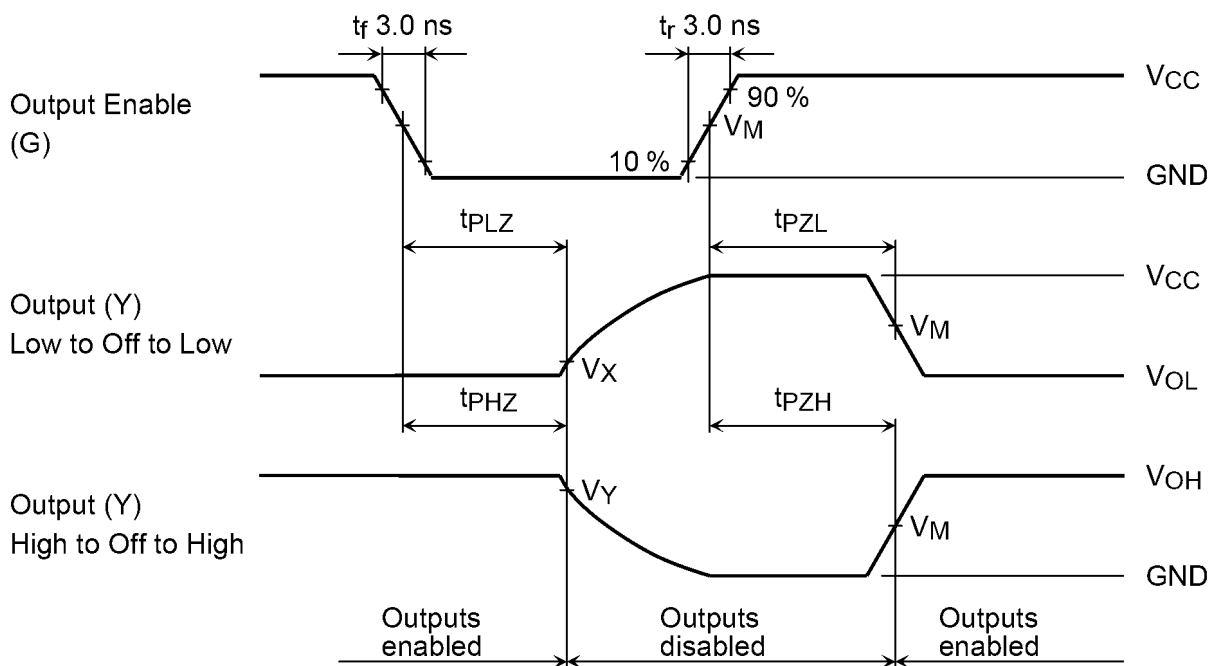 tf 3.0 ns
tr 3.0 ns
Output Enable
(G)
VCC
90 %
VM
10 %
GND
tPLZ
tPZL
Output (Y)
Low to Off to Low
VCC
VM
VX
VOL
tPHZ
tPZH
Output (Y)
High to Off to High
VOH
VY
VM
GND
Outputs
enabled
Outputs
disabled
Outputs
enabled